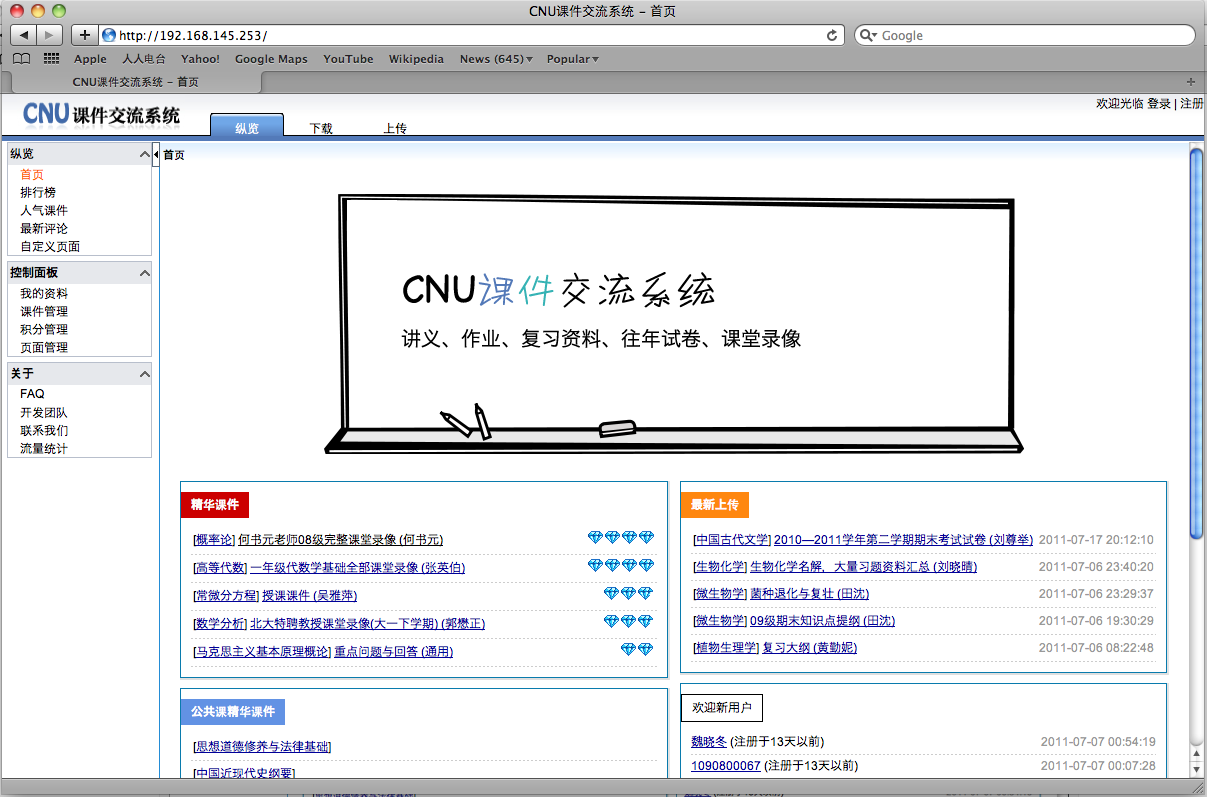 CNU课件交流系统 – 首页
http://192.168.145.253/
Google
Apple 人人电台 Yahoo! Google Maps YouTube Wikipedia News (645)▾ Popular▾
CNU课件交流系统 – 首页
欢迎光临 登录 | 注册
CNU课件交流系统
纵览 下载 上传
纵览
首页
排行榜
人气课件
最新评论
自定义页面
控制面板
我的资料
课件管理
积分管理
页面管理
关于
FAQ
开发团队
联系我们
流量统计
首页
CNU课件交流系统
讲义、作业、复习资料、往年试卷、课堂录像
精华课件
[概率论] 何书元老师08级完整课堂录像 (何书元)
[高等代数] 一年级代数学基础全部课堂录像 (张英伯)
[常微分方程] 授课课件 (吴雅萍)
[数学分析] 北大特聘教授课堂录像(大一下学期) (郭懋正)
[马克思主义基本原理概论] 重点问题与回答 (通用)
最新上传
[中国古代文学] 2010—2011学年第二学期期末考试试卷 (刘尊举) 2011-07-17 20:12:10
[生物化学] 生物化学名解，大量习题资料汇总 (刘晓晴) 2011-07-06 23:40:20
[微生物学] 菌种退化与复壮 (田沈) 2011-07-06 23:29:37
[微生物学] 09级期末知识点提纲 (田沈) 2011-07-06 19:30:29
[植物生理学] 复习大纲 (黄勤妮) 2011-07-06 08:22:48
公共课精华课件
[思想道德修养与法律基础]
[中国近现代史纲要]
欢迎新用户
魏晓冬 (注册于13天以前) 2011-07-07 00:54:19
1090800067 (注册于13天以前) 2011-07-07 00:07:28